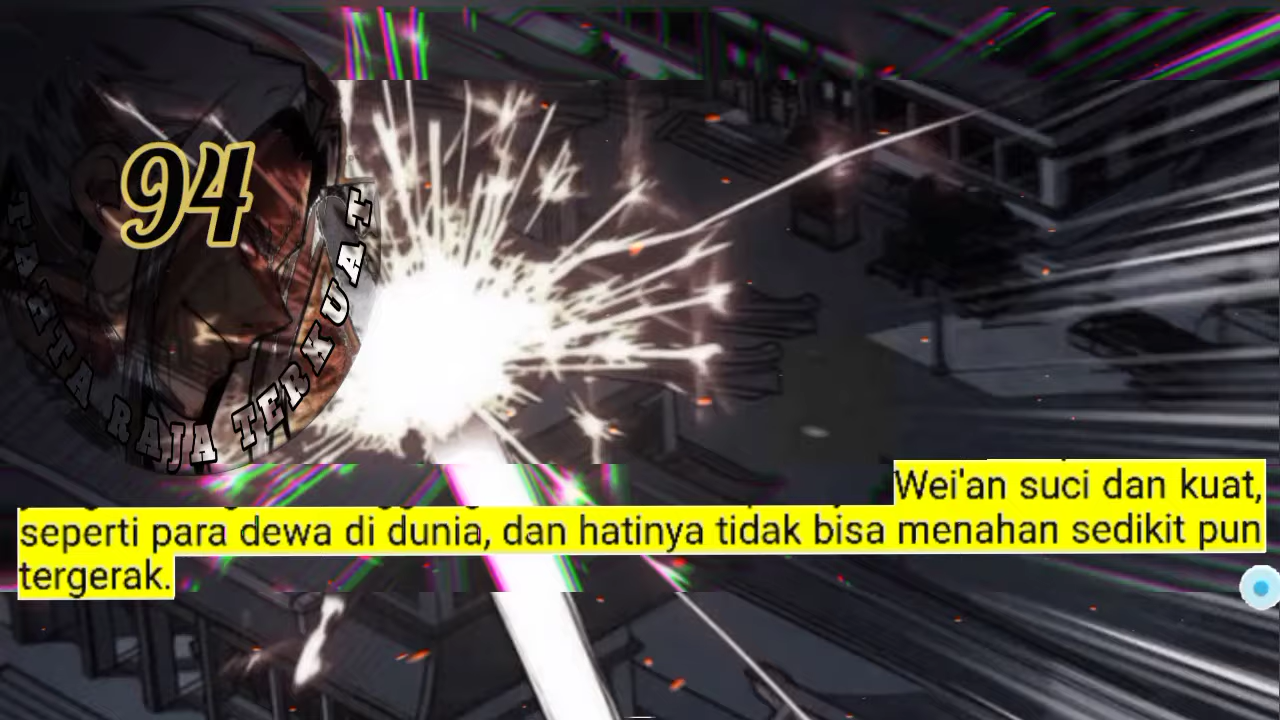 94
TAHTA RAJA TERKUAT
Wei'an suci dan kuat,
seperti para dewa di dunia, dan hatinya tidak bisa menahan sedikit pun
tergerak.